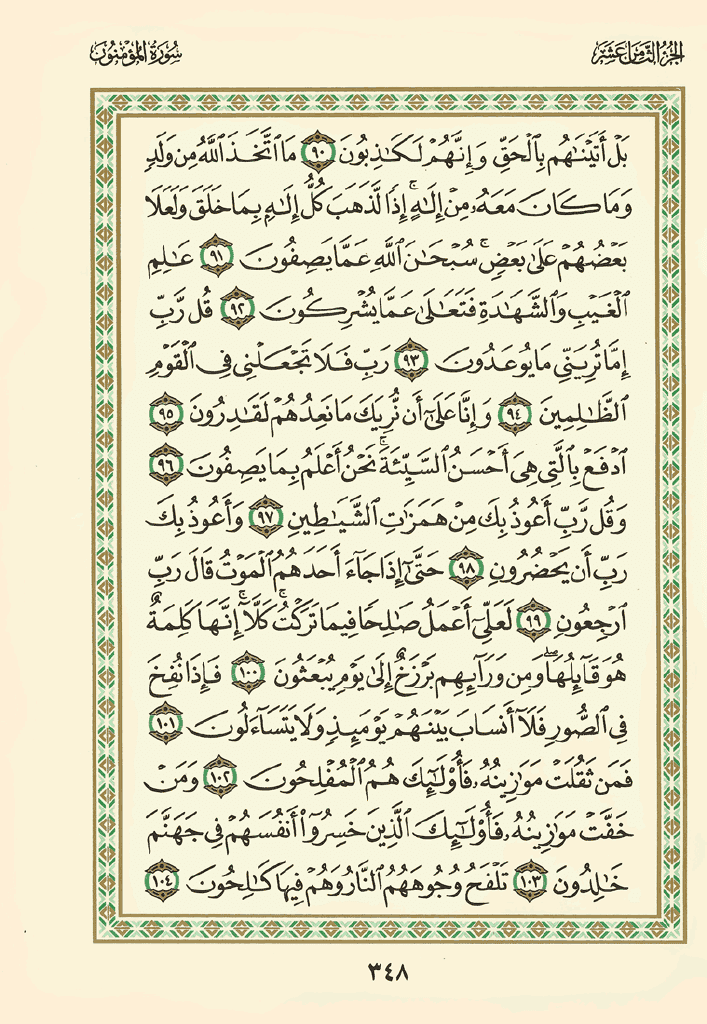 الجزء الثامن عشر
سورة المؤمنون
بَلْ أَتَيْنَٰهُم بِٱلْحَقِّ وَإِنَّهُمْ لَكَٰذِبُونَ ٩٠ مَا ٱتَّخَذَ ٱللَّهُ مِن وَلَدٍ
وَمَا كَانَ مَعَهُۥ مِنْ إِلَٰهٍ ۚ إِذًا لَّذَهَبَ كُلُّ إِلَٰهٍۭ بِمَا خَلَقَ وَلَعَلَا
بَعْضُهُمْ عَلَىٰ بَعْضٍ ۚ سُبْحَٰنَ ٱللَّهِ عَمَّا يَصِفُونَ ٩١ عَٰلِمِ
ٱلْغَيْبِ وَٱلشَّهَٰدَةِ فَتَعَٰلَىٰ عَمَّا يُشْرِكُونَ ٩٢ قُل رَّبِّ
إِمَّا تُرِيَنِّى مَا يُوعَدُونَ ٩٣ رَبِّ فَلَا تَجْعَلْنِى فِى ٱلْقَوْمِ
ٱلظَّٰلِمِينَ ٩٤ وَإِنَّا عَلَىٰٓ أَن نُّرِيَكَ مَا نَعِدُهُمْ لَقَٰدِرُونَ ٩٥
ٱدْفَعْ بِٱلَّتِى هِىَ أَحْسَنُ ٱلسَّيِّئَةَ ۚ نَحْنُ أَعْلَمُ بِمَا يَصِفُونَ ٩٦
وَقُل رَّبِّ أَعُوذُ بِكَ مِنْ هَمَزَٰتِ ٱلشَّيَٰطِينِ ٩٧ وَأَعُوذُ بِكَ
رَبِّ أَن يَحْضُرُونِ ٩٨ حَتَّىٰٓ إِذَا جَآءَ أَحَدَهُمُ ٱلْمَوْتُ قَالَ رَبِّ
ٱرْجِعُونِ ٩٩ لَعَلِّىٓ أَعْمَلُ صَٰلِحًا فِيمَا تَرَكْتُ ۚ كَلَّآ ۚ إِنَّهَا كَلِمَةٌ
هُوَ قَآئِلُهَا ۖ وَمِن وَرَآئِهِم بَرْزَخٌ إِلَىٰ يَوْمِ يُبْعَثُونَ ١٠٠ فَإِذَا نُفِخَ
فِى ٱلصُّورِ فَلَآ أَنسَابَ بَيْنَهُمْ يَوْمَئِذٍ وَلَا يَتَسَآءَلُونَ ١٠١
فَمَن ثَقُلَتْ مَوَٰزِينُهُۥ فَأُو۟لَٰٓئِكَ هُمُ ٱلْمُفْلِحُونَ ١٠٢ وَمَنْ
خَفَّتْ مَوَٰزِينُهُۥ فَأُو۟لَٰٓئِكَ ٱلَّذِينَ خَسِرُوٓا۟ أَنفُسَهُمْ فِى جَهَنَّمَ
خَٰلِدُونَ ١٠٣ تَلْفَحُ وُجُوهَهُمُ ٱلنَّارُ وَهُمْ فِيهَا كَٰلِحُونَ ١٠٤
٣٤٨